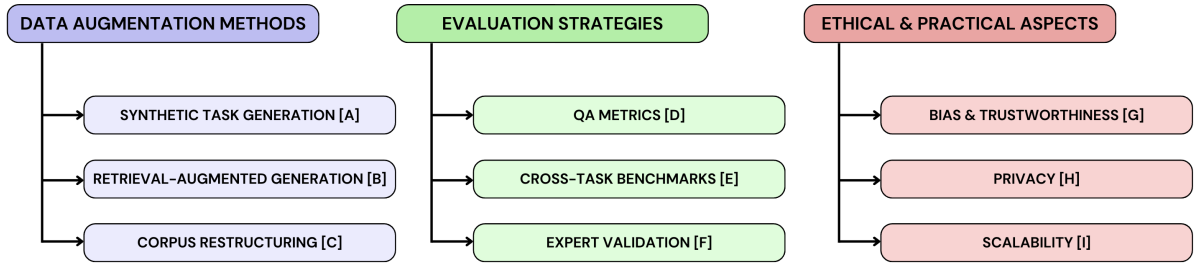 DATA AUGMENTATION METHODS
SYNTHETIC TASK GENERATION [A]
RETRIEVAL-AUGMENTED GENERATION [B]
CORPUS RESTRUCTURING [C]
EVALUATION STRATEGIES
QA METRICS [D]
CROSS-TASK BENCHMARKS [E]
EXPERT VALIDATION [F]
ETHICAL & PRACTICAL ASPECTS
BIAS & TRUSTWORTHINESS [G]
PRIVACY [H]
SCALABILITY [I]